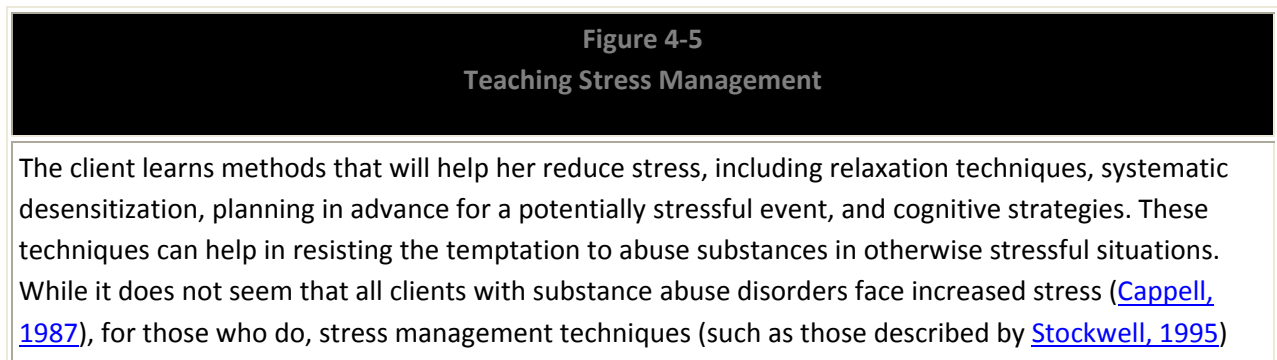 Figure 4-5
Teaching Stress Management
The client learns methods that will help her reduce stress, including relaxation techniques, systematic
desensitization, planning in advance for a potentially stressful event, and cognitive strategies. These
techniques can help in resisting the temptation to abuse substances in otherwise stressful situations.
While it does not seem that all clients with substance abuse disorders face increased stress (Cappell,
1987), for those who do, stress management techniques (such as those described by Stockwell, 1995)